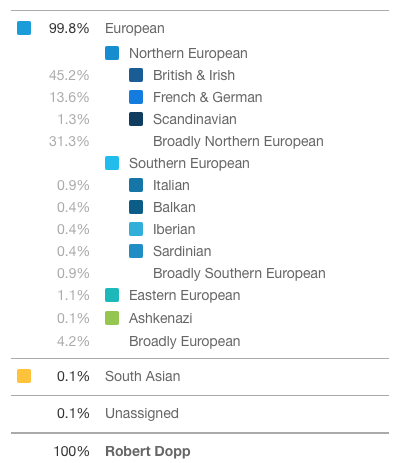 99.8% European
Northern European
45.2% British & Irish
13.6% French & German
1.3% Scandinavian
31.3% Broadly Northern European
Southern European
0.9% Italian
0.4% Balkan
0.4% Iberian
0.4% Sardinian
0.9% Broadly Southern European
1.1% Eastern European
0.1% Ashkenazi
4.2% Broadly European
0.1% South Asian
0.1% Unassigned
100% Robert Dopp